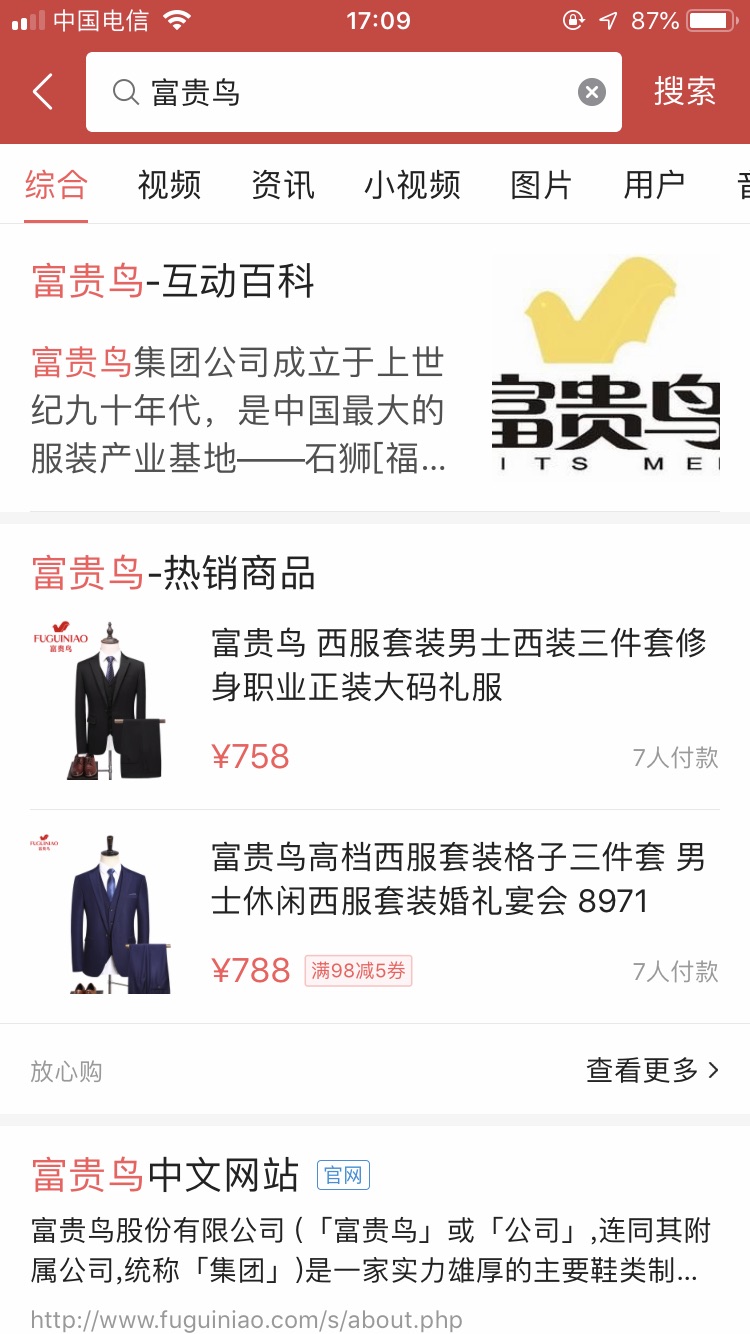 中国电信
17:09
87%
富贵鸟
搜索
综合
视频
资讯
小视频
图片
用户
富贵鸟-互动百科
富贵鸟集团公司成立于上世
纪九十年代，是中国最大的
服装产业基地——石狮[福...
富贵鸟
ITS ME
富贵鸟-热销商品
FUGUINIAO
富贵鸟
富贵鸟 西服套装男士西装三件套修
身职业正装大码礼服
¥758
7人付款
FUGUINIAO
富贵鸟
富贵鸟高档西服套装格子三件套 男
士休闲西服套装婚礼宴会 8971
¥788
满98减5券
7人付款
放心购
查看更多
富贵鸟中文网站
官网
富贵鸟股份有限公司 (「富贵鸟」或「公司」,连同其附
属公司,统称「集团」)是一家实力雄厚的主要鞋类制...
http://www.fuguiniao.com/s/about.php